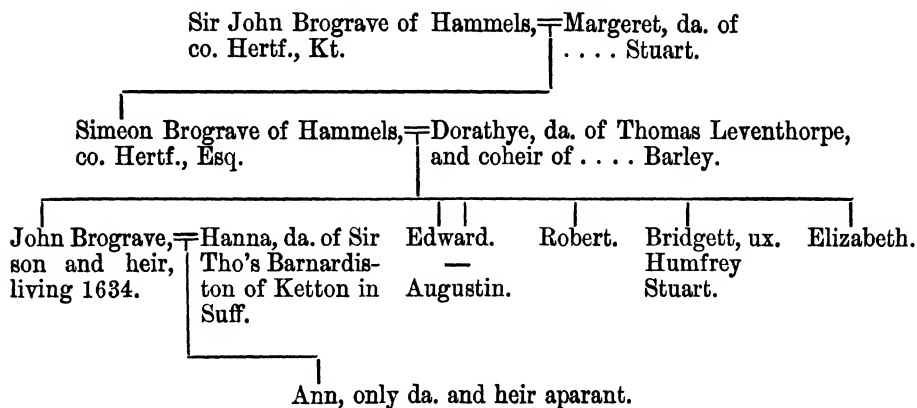 Sir John Brograve of Hammels,
co. Hertf., Kt.
Margeret, da. of
. . . . Stuart.
Simeon Brograve of Hammels,
co. Hertf., Esq.
Dorathye, da. of Thomas Leventhorpe,
and coheir of . . . . Barley.
John Brograve,
son and heir,
living 1634.
Hanna, da. of Sir
Tho's Barnardis-
ton of Ketton in
Suff.
Edward.
—
Augustin.
Robert.
Bridgett, ux.
Humfrey
Stuart.
Elizabeth.
Ann, only da. and heir aparant.